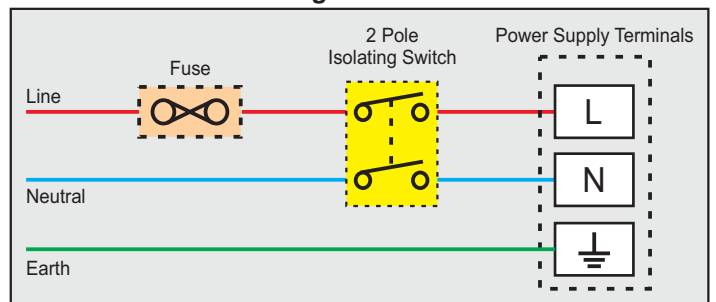 2 Pole
Isolating Switch
Power Supply Terminals
Fuse
Line
L
Neutral
N
Earth